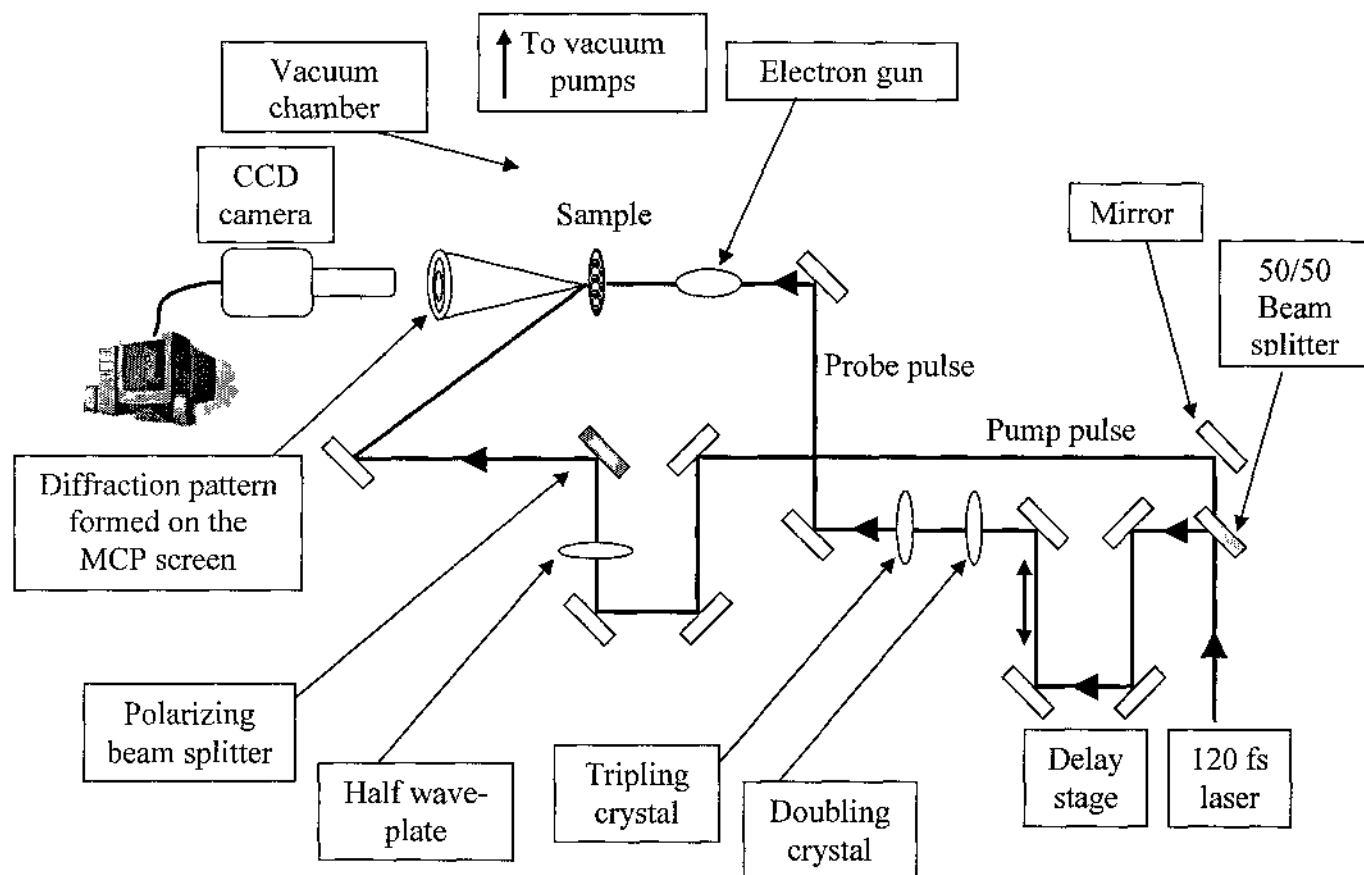 To vacuum
pumps
Electron gun
Vacuum
chamber
CCD
camera
Sample
Mirror
50/50
Beam
splitter
Probe pulse
Pump pulse
Diffraction pattern
formed on the
MCP screen
Polarizing
beam splitter
Half wave-
plate
Tripling
crystal
Doubling
crystal
Delay
stage
120 fs
laser